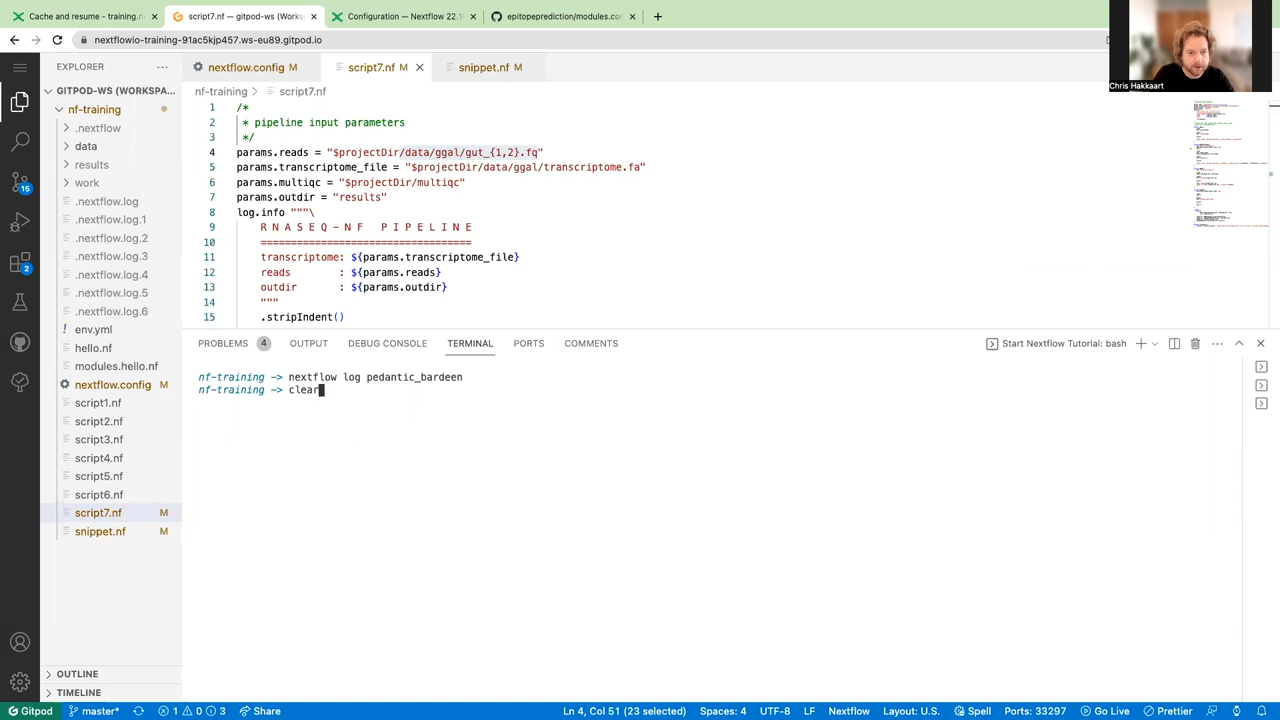 Cache and resume - training.n
script7.nf — gitpod-ws (Works
Configuration — Nextflow 22.1
epitopeprediction/modules.con
nextflowio-training-91ac5kjp457.ws-eu89.gitpod.io
Chris Hakkaart
EXPLORER
nextflow.config M
script7.nf M
M
GITPOD-WS (WORKSPA...
nf-training
.nextflow
data
results
work
.nextflow.log
.nextflow.log.1
.nextflow.log.2
.nextflow.log.3
.nextflow.log.4
.nextflow.log.5
.nextflow.log.6
env.yml
hello.nf
modules.hello.nf
nextflow.config M
script1.nf
script2.nf
script3.nf
script4.nf
script5.nf
script6.nf
script7.nf M
snippet.nf M
OUTLINE
TIMELINE
15
2
nf-training > script7.nf
1 /*
2 * pipeline input parameters
3 */
4 params.reads = "$projectDir/data/ggal/gut_
5 params.transcriptome_file =
6 params.multiqc = "$projectDir/multiqc"
7 params.outdir = "results"
8 log.info """\
9 R N A S E Q - N F P I P E L I N E
10 ===================================
11 transcriptome: ${params.transcriptome_file}
12 reads : ${params.reads}
13 outdir : ${params.outdir}
14 """
15 .stripIndent()
PROBLEMS 4
OUTPUT
DEBUG CONSOLE
TERMINAL
PORTS
COMMENTS
Start Nextflow Tutorial: bash
nf-training -> nextflow log pedantic_bardeen
nf-training -> clear
Gitpod
master*
1 0 3
Share
Ln 4, Col 51 (23 selected)
Spaces: 4
UTF-8
LF
Nextflow
Layout: U.S.
Spell
Ports: 33297
Go Live
Prettier